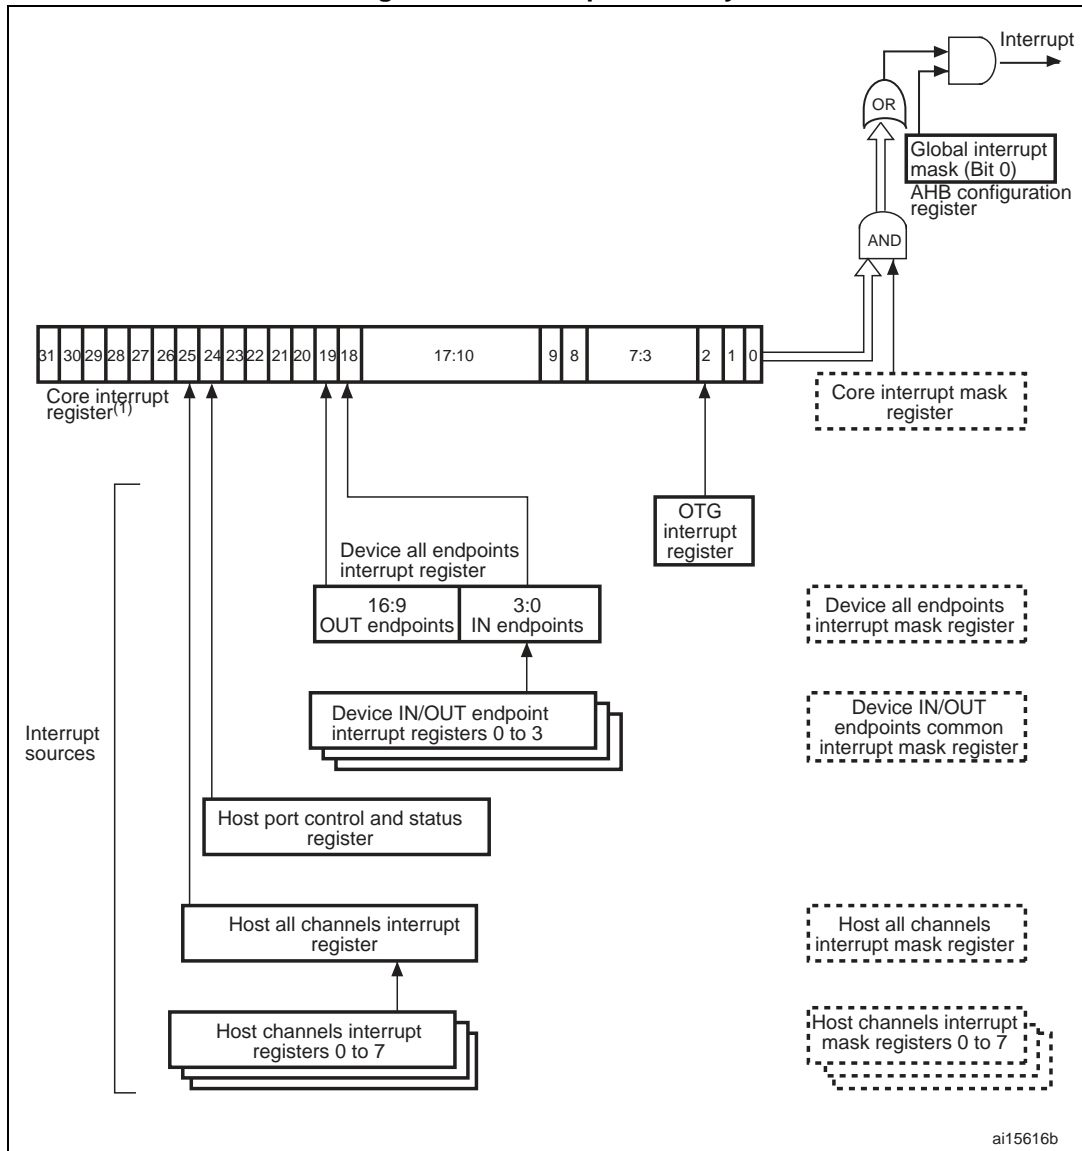 Interrupt
OR
Global interrupt
mask (Bit 0)
AHB configuration
register
AND
31 30 29 28 27 26 25 24 23 22 21 20 19 18 17:10 9 8 7:3 2 1 0
Core interrupt
register(1)
Core interrupt mask
register
OTG
interrupt
register
Device all endpoints
interrupt register
16:9
OUT endpoints
3:0
IN endpoints
Device all endpoints
interrupt mask register
Device IN/OUT endpoint
interrupt registers 0 to 3
Device IN/OUT
endpoints common
interrupt mask register
Interrupt
sources
Host port control and status
register
Host all channels interrupt
register
Host all channels
interrupt mask register
Host channels interrupt
registers 0 to 7
Host channels interrupt
mask registers 0 to 7
ai15616b